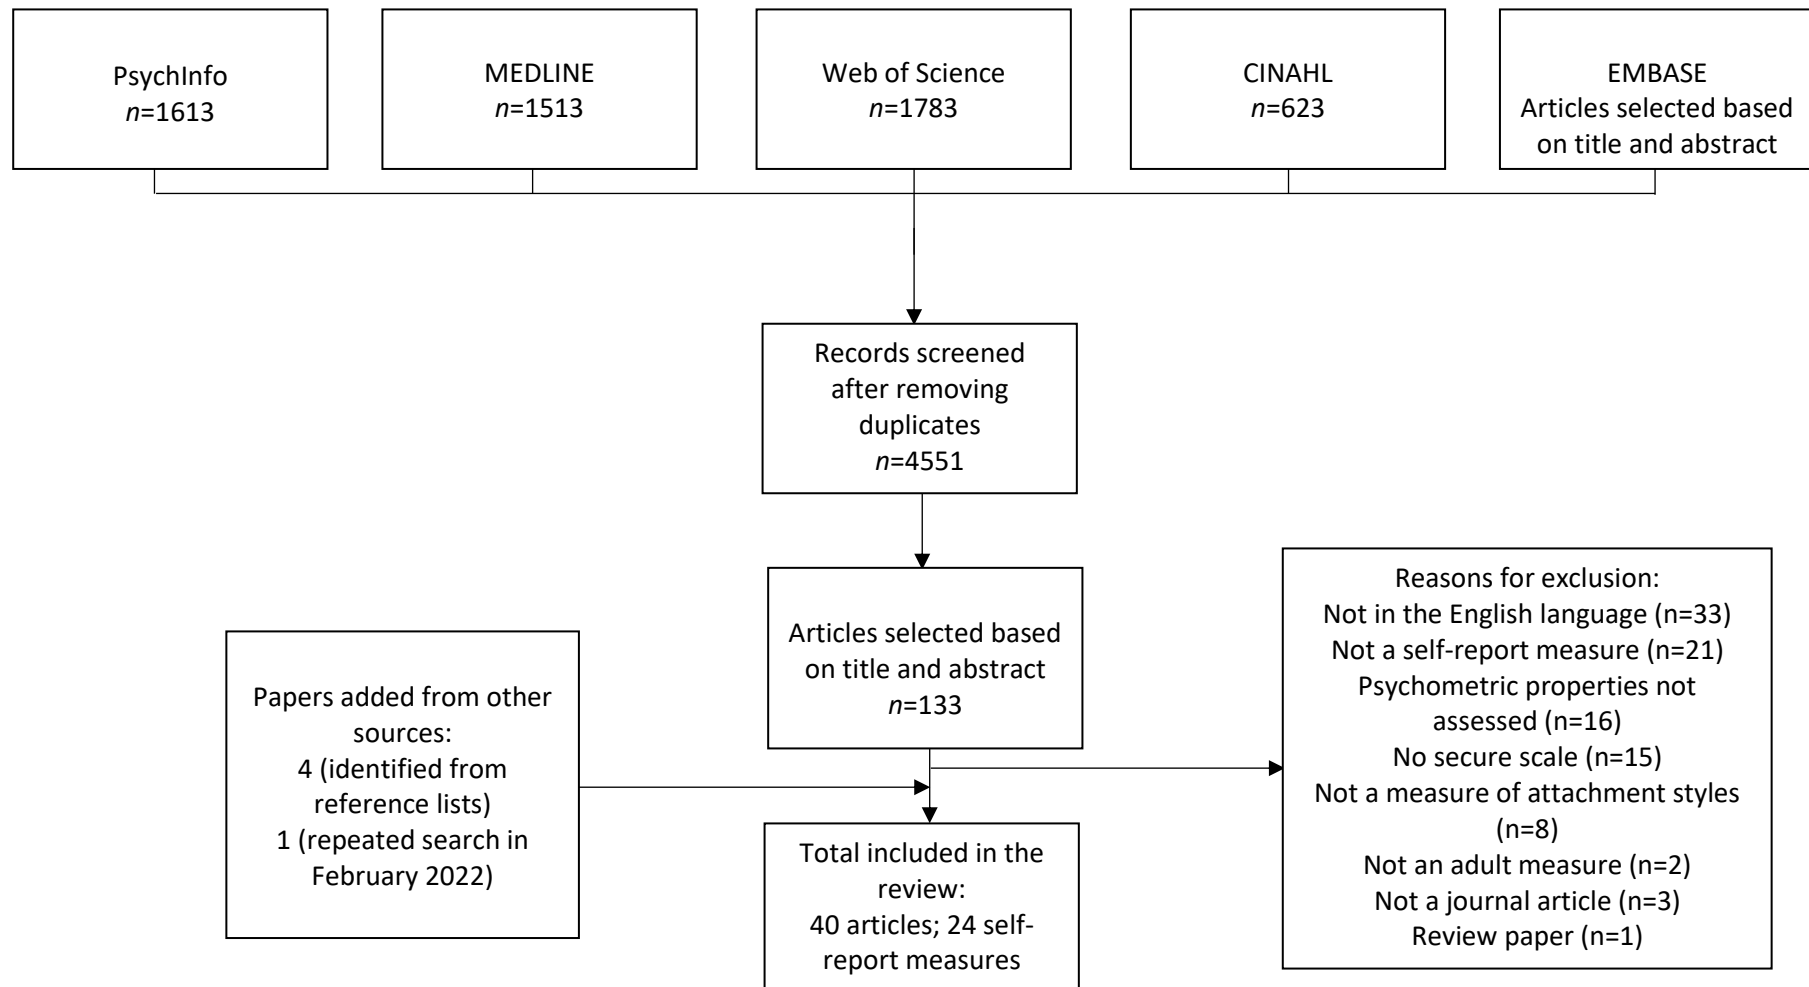 PsychInfo
n=1613
MEDLINE
n=1513
Web of Science
n=1783
CINAHL
n=623
EMBASE
Articles selected based
on title and abstract
Records screened
after removing
duplicates
n=4551
Articles selected based
on title and abstract
n=133
Papers added from other
sources:
4 (identified from
reference lists)
1 (repeated search in
February 2022)
Reasons for exclusion:
Not in the English language (n=33)
Not a self-report measure (n=21)
Psychometric properties not
assessed (n=16)
No secure scale (n=15)
Not a measure of attachment styles
(n=8)
Not an adult measure (n=2)
Not a journal article (n=3)
Review paper (n=1)
Total included in the
review:
40 articles; 24 self-
report measures